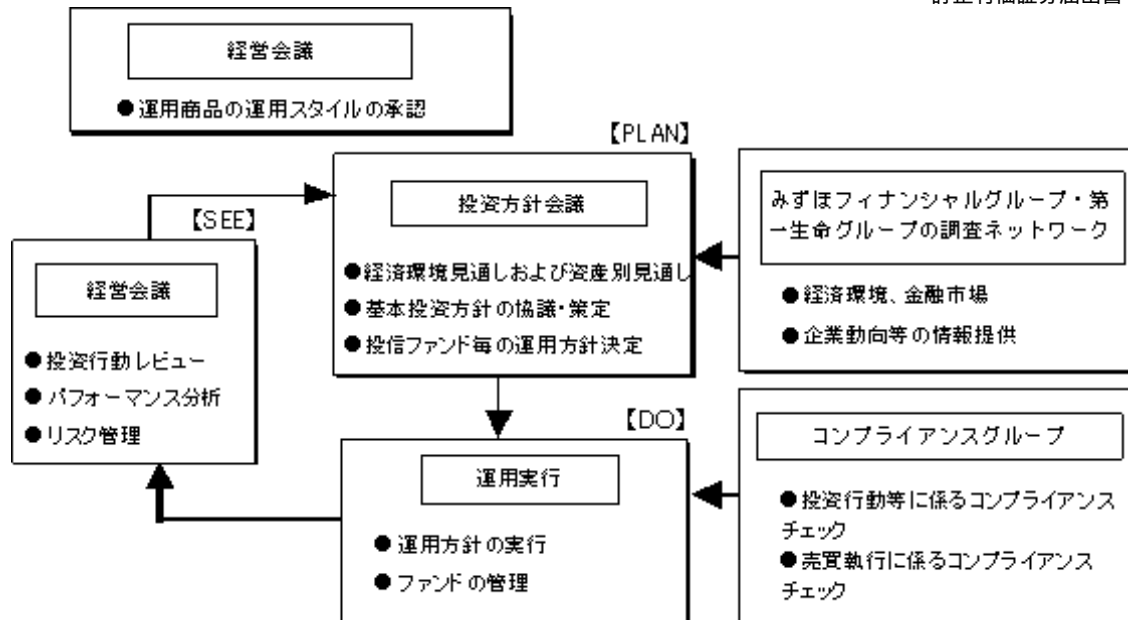 訂正有価証券届出書
経営会議
●運用商品の運用スタイルの承認
【PLAN】
投資方針会議
●経済環境見通しおよび資産別見通し
●基本投資方針の協議・策定
●投信ファンド毎の運用方針決定
みずほフィナンシャルグループ・第
一生命グループの調査ネットワーク
●経済環境、金融市場
●企業動向等の情報提供
【SEE】
経営会議
●投資行動レビュー
●パフォーマンス分析
●リスク管理
【DO】
運用実行
●運用方針の実行
●ファンドの管理
コンプライアンスグループ
●投資行動等に係るコンプライアンス
チェック
●売買執行に係るコンプライアンス
チェック